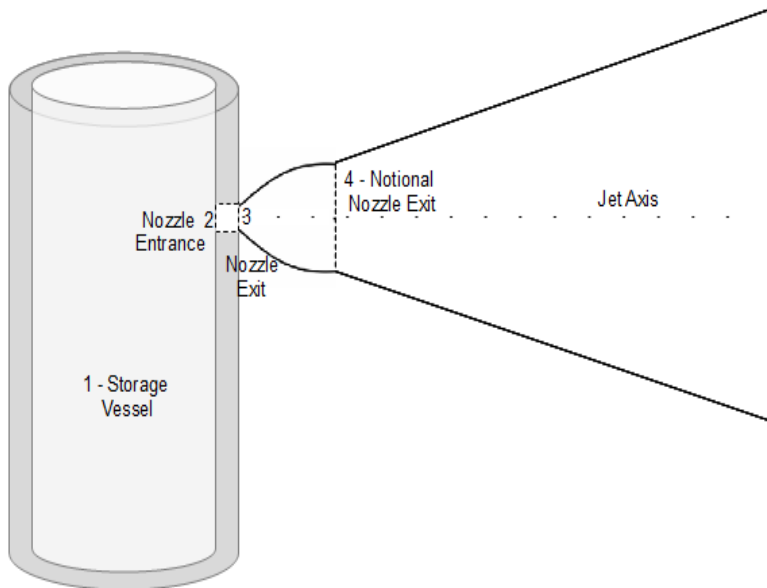 4 - Notional
Nozzle Exit
Jet Axis
Nozzle 2
Entrance
3
Nozzle
Exit
1 - Storage
Vessel